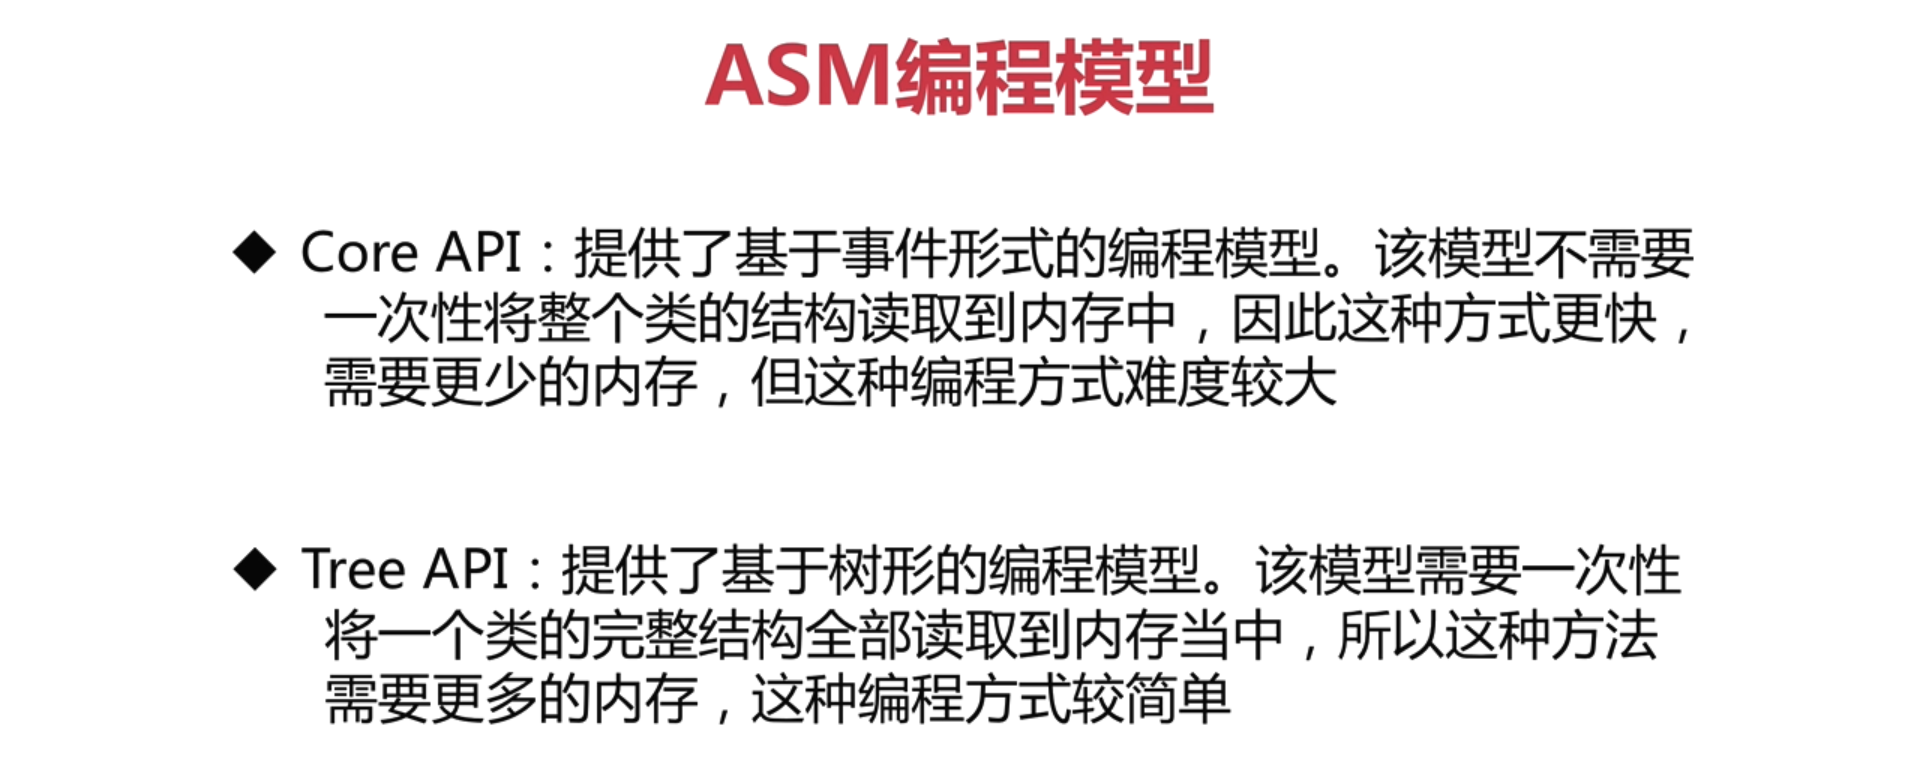 ASM编程模型
◆ Core API：提供了基于事件形式的编程模型。该模型不需要
一次性将整个类的结构读取到内存中，因此这种方式更快，
需要更少的内存，但这种编程方式难度较大
◆ Tree API：提供了基于树形的编程模型。该模型需要一次性
将一个类的完整结构全部读取到内存当中，所以这种方法
需要更多的内存，这种编程方式较简单